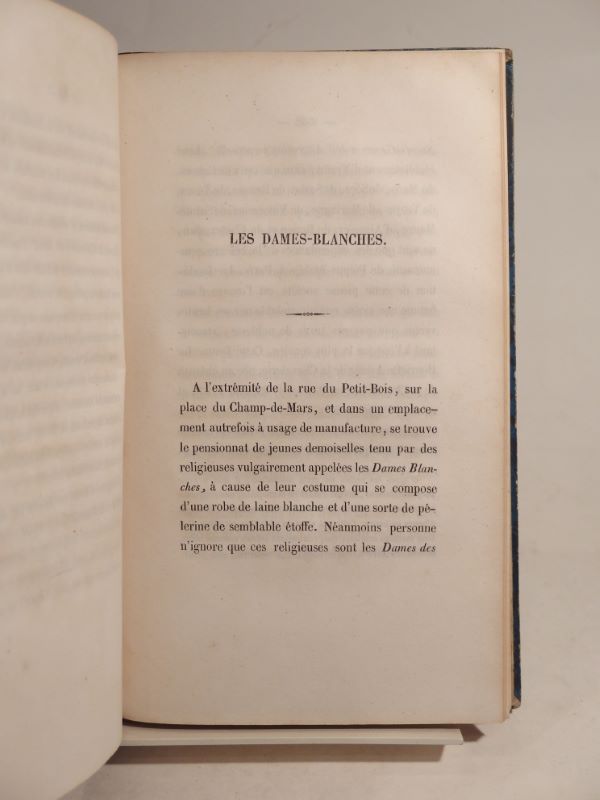 LES DAMES-BLANCHES.
A l'extrémité de la rue du Petit-Bois, sur la
place du Champ-de-Mars, et dans un emplace-
ment autrefois à usage de manufacture, se trouve
le pensionnat de jeunes demoiselles tenu par des
religieuses vulgairement appelées les Dames Blan-
ches, à cause de leur costume qui se compose
d'une robe de laine blanche et d'une sorte de pè-
lerine de semblable étoffe. Néanmoins personne
n'ignore que ces religieuses sont les Dames des